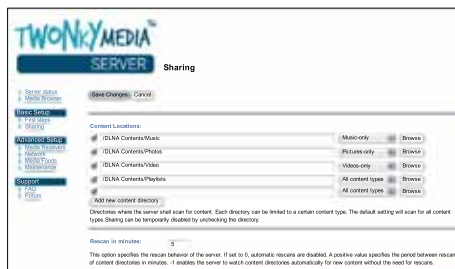 TWONKYMEDIA™
SERVER
Sharing
Server status
Media Browser
Save Changes Cancel
Basic Setup
First steps
Sharing
Advanced Setup
Media Receivers
Network
Media Feeds
Maintenance
Support
FAQ
Forum
Content Locations:
/DLNA Contents/Music Music-only Browse
/DLNA Contents/Photos Pictures-only Browse
/DLNA Contents/Video Videos-only Browse
/DLNA Contents/Playlists All content types Browse
All content types Browse
Add new content directory
Directories where the server shall scan for content. Each directory can be limited to a certain content type. The default setting will scan for all content
types.Sharing can be temporarily disabled by unchecking the directory.
Rescan in minutes: 5
This option specifies the rescan behavior of the server. If set to 0, automatic rescans are disabled. A positive value specifies the period between rescan
of content directories in minutes. -1 enables the server to watch content directories automatically for new content without the need for rescans.